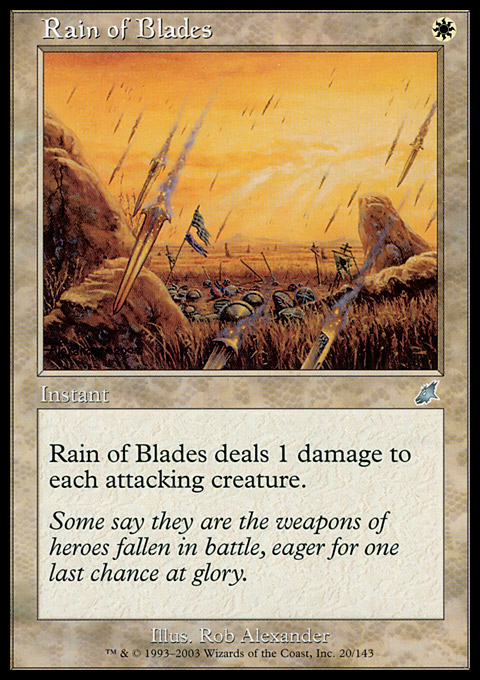 Rain of Blades
Instant
Rain of Blades deals 1 damage to
each attacking creature.
Some say they are the weapons of
heroes fallen in battle, eager for one
last chance at glory.
Illus. Rob Alexander
™ & © 1993–2003 Wizards of the Coast, Inc. 20/143